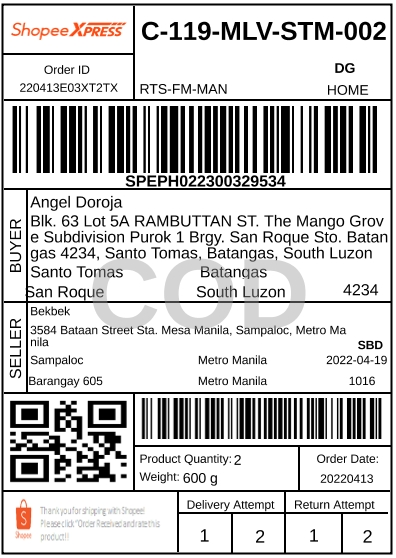 Shopee XPRESS
C-119-MLV-STM-002
Order ID
220413E03XT2TX
RTS-FM-MAN
DG
HOME
SPEPH022300329534
BUYER
Angel Doroja
Blk. 63 Lot 5A RAMBUTTAN ST. The Mango Grov
e Subdivision Purok 1 Brgy. San Roque Sto. Batan
gas 4234, Santo Tomas, Batangas, South Luzon
Santo Tomas Batangas
San Roque South Luzon 4234
COD
SELLER
Bekbek
3584 Bataan Street Sta. Mesa Manila, Sampaloc, Metro Ma
nila
SBD
Sampaloc Metro Manila 2022-04-19
Barangay 605 Metro Manila 1016
Product Quantity: 2
Weight: 600 g
Order Date:
20220413
Shopee
Thank you for shipping with Shopee!
Please click "Order Received and rate this
product!!
Delivery Attempt Return Attempt
1 2 1 2